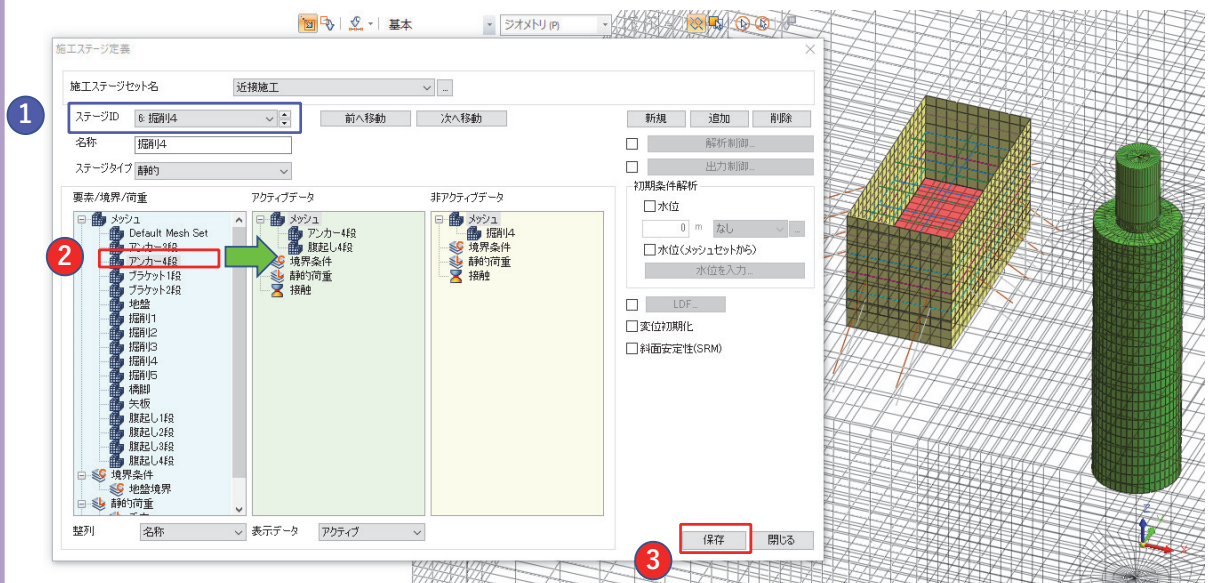 基本
ジオメトリ(P)
施工ステージ定義
施工ステージセット名
近接施工
...
1
ステージID
6: 掘削4
前へ移動
次へ移動
新規
追加
削除
名称
掘削4
解析制御...
ステージタイプ
静的
出力制御...
要素/境界/荷重
アクティブデータ
非アクティブデータ
初期条件解析
メッシュ
Default Mesh Set
アンカー3段
アンカー4段
ブラケット1段
ブラケット2段
地盤
掘削1
掘削2
掘削3
掘削4
掘削5
橋脚
矢板
腹起し1段
腹起し2段
腹起し3段
腹起し4段
境界条件
地盤境界
静的荷重
2
メッシュ
アンカー4段
腹起し4段
境界条件
静的荷重
接触
メッシュ
掘削4
境界条件
静的荷重
接触
水位
0 m なし ...
水位(メッシュセットから)
水位を入力...
LDF...
変位初期化
斜面安定性(SRM)
整列
名称
表示データ
アクティブ
保存
閉じる
3
Z
X